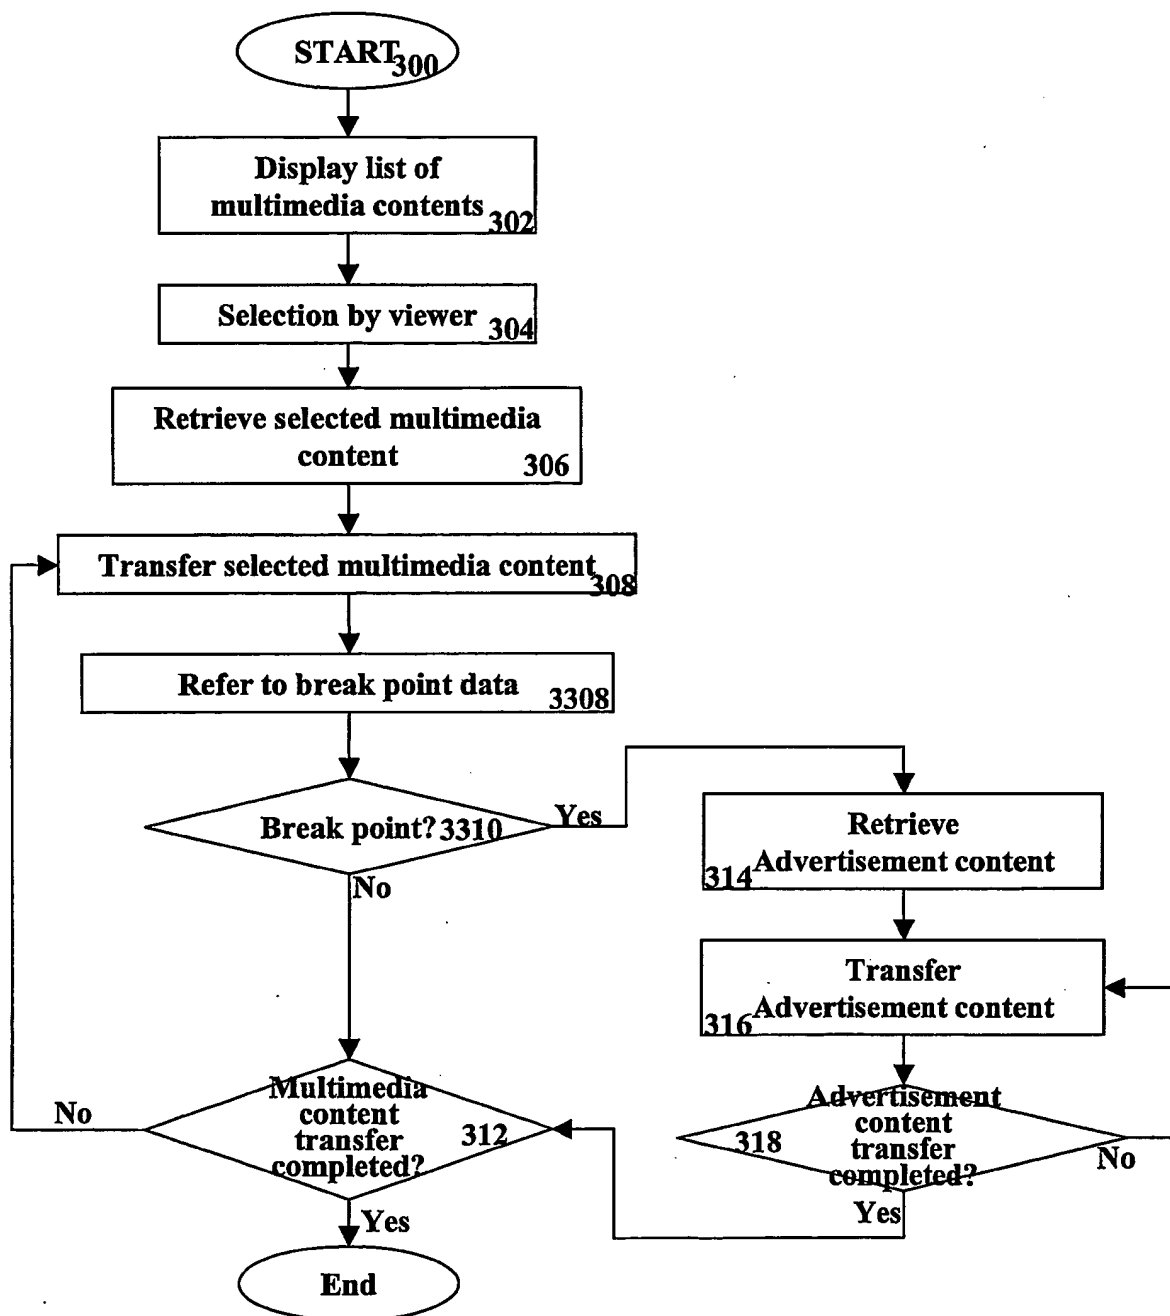 START 300
Display list of
multimedia contents 302
Selection by viewer 304
Retrieve selected multimedia
content 306
Transfer selected multimedia content 308
Refer to break point data 3308
Break point? 3310
Yes
No
Retrieve
314 Advertisement content
Transfer
316 Advertisement content
Advertisement
content
318
transfer
completed?
No
Yes
Multimedia
content
312
transfer
completed?
No
Yes
End